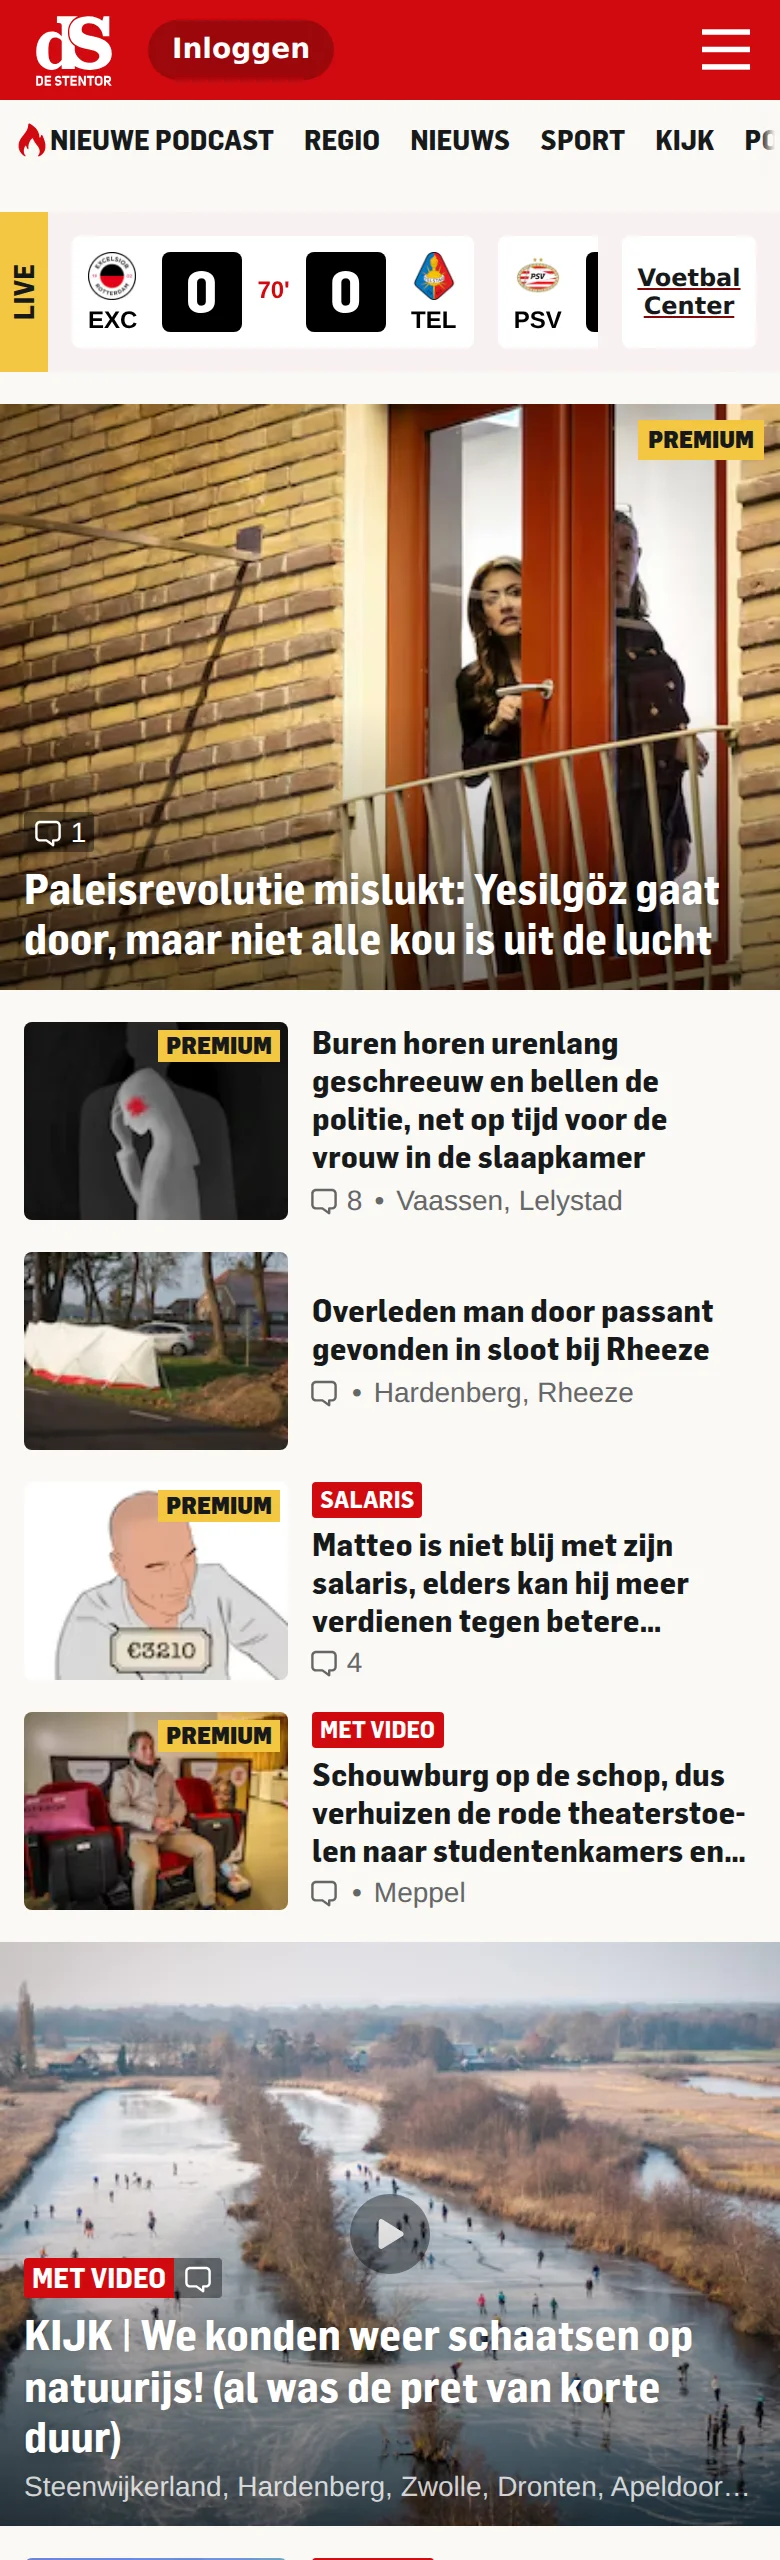 dS
DE STENTOR
Inloggen
NIEUWE PODCAST REGIO NIEUWS SPORT KIJK PO
LIVE
EXCELSIOR
ROTTERDAM
EXC
0
70'
0
TEL
PSV
PSV
Voetbal
Center
PREMIUM
1
Paleisrevolutie mislukt: Yesilgöz gaat
door, maar niet alle kou is uit de lucht
PREMIUM
Buren horen urenlang
geschreeuw en bellen de
politie, net op tijd voor de
vrouw in de slaapkamer
8 • Vaassen, Lelystad
Overleden man door passant
gevonden in sloot bij Rheeze
• Hardenberg, Rheeze
PREMIUM
€3210
SALARIS
Matteo is niet blij met zijn
salaris, elders kan hij meer
verdienen tegen betere...
4
PREMIUM
MET VIDEO
Schouwburg op de schop, dus
verhuizen de rode theaterstoe-
len naar studentenkamers en...
• Meppel
MET VIDEO
KIJK | We konden weer schaatsen op
natuurijs! (al was de pret van korte
duur)
Steenwijkerland, Hardenberg, Zwolle, Dronten, Apeldoor...